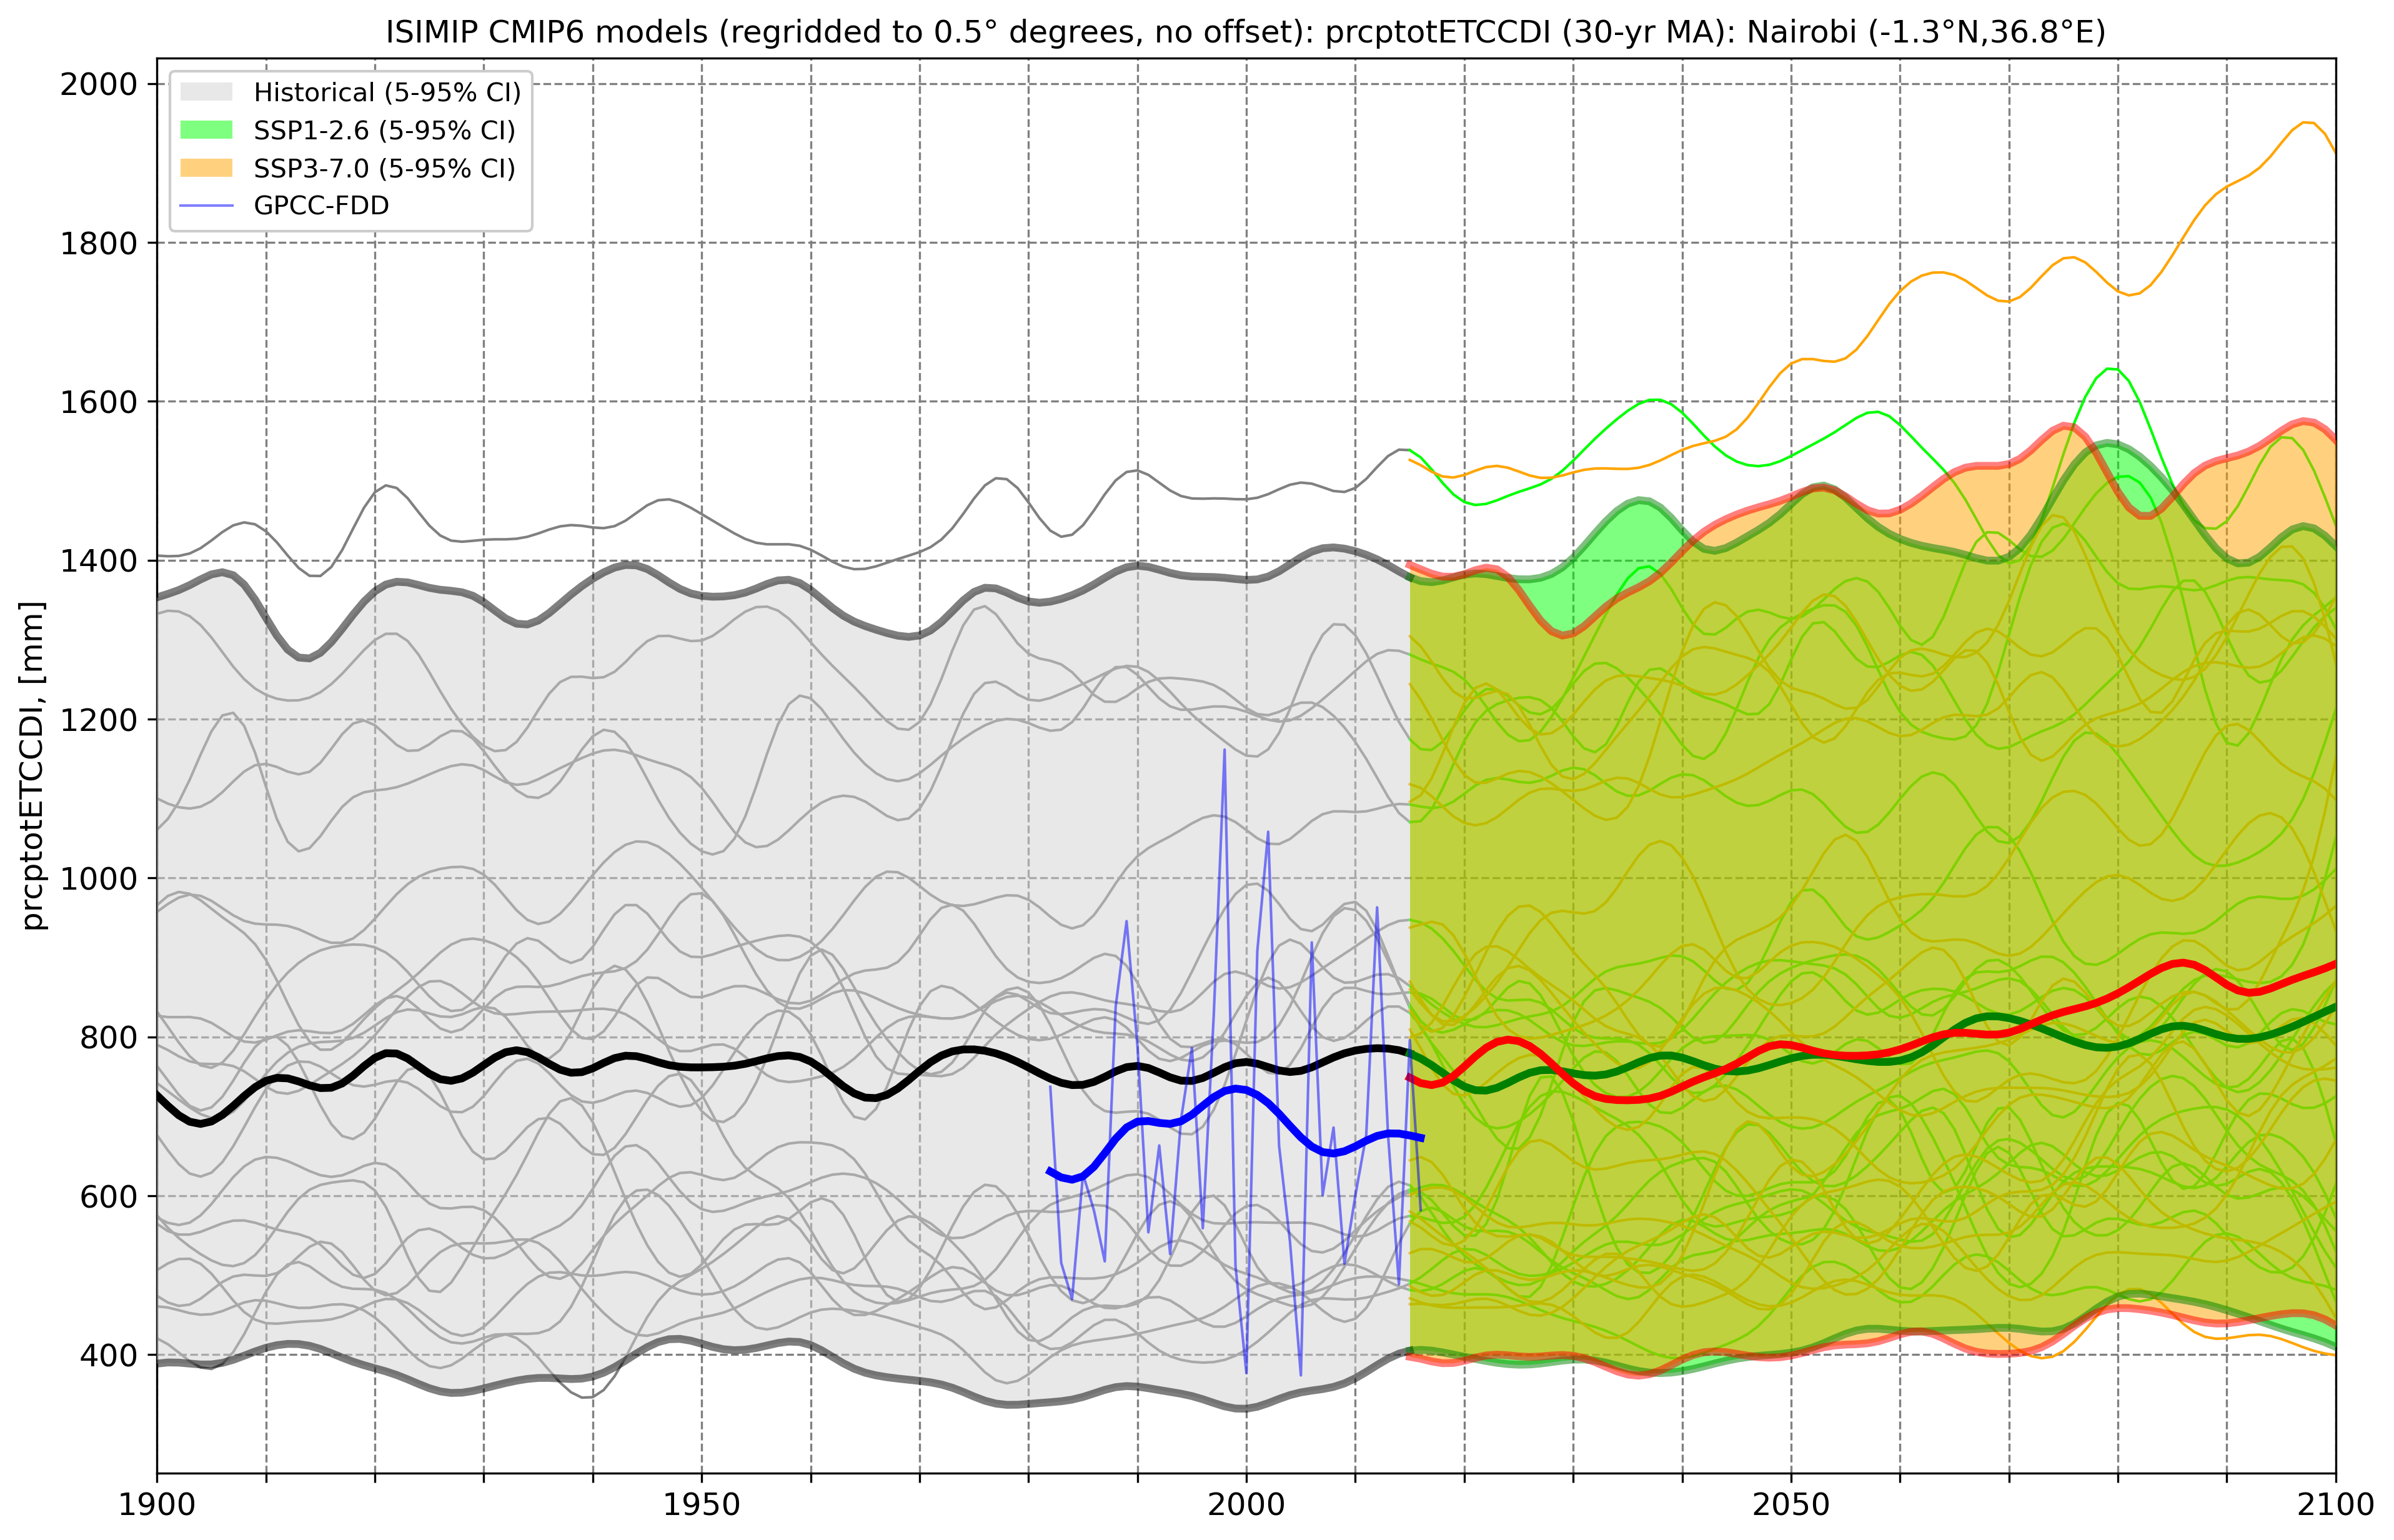 ISIMIP CMIP6 models (regridded to 0.5° degrees, no offset): prcptotETCCDI (30-yr MA): Nairobi (-1.3°N,36.8°E)
Historical (5-95% CI)
SSP1-2.6 (5-95% CI)
SSP3-7.0 (5-95% CI)
GPCC-FDD
prcptotETCCDI, [mm]
2000
1800
1600
1400
1200
1000
800
600
400
1900
1950
2000
2050
2100